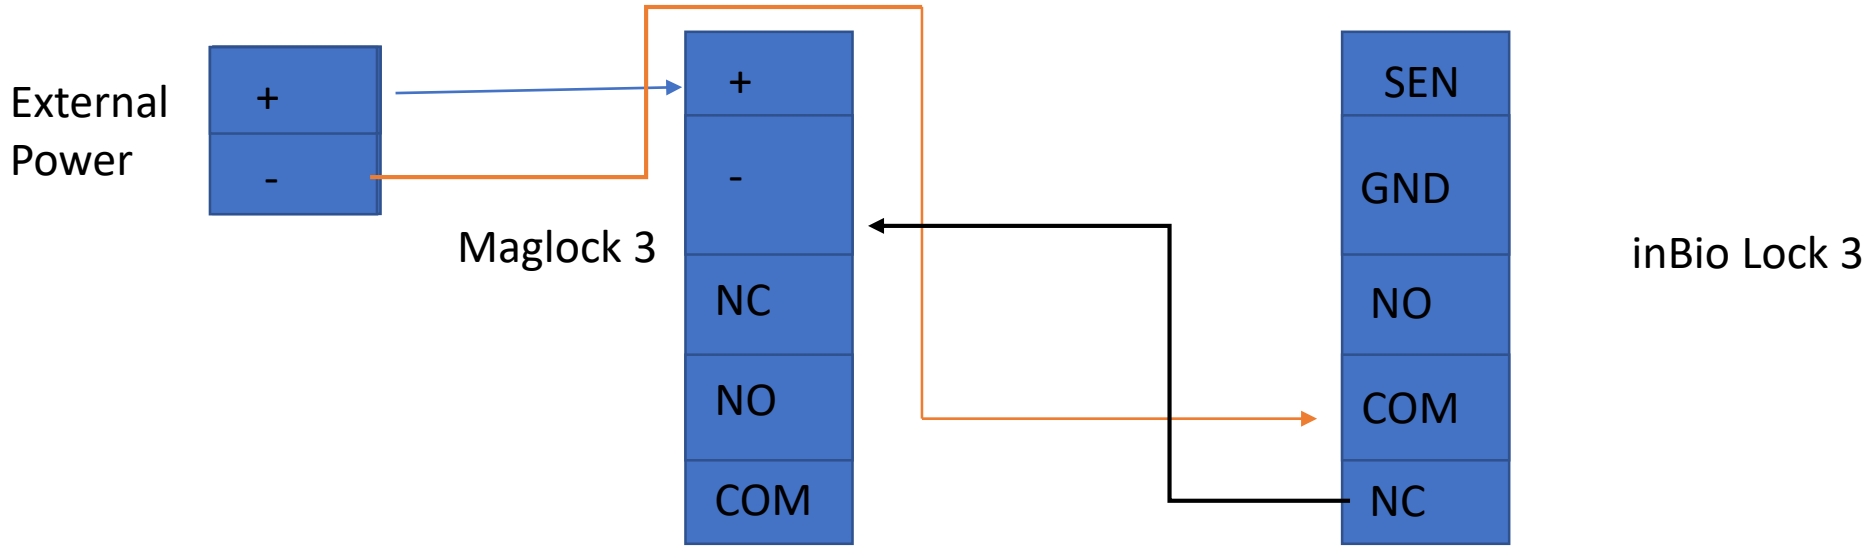 External
Power
+
-
Maglock 3
+
-
NC
NO
COM
SEN
GND
NO
COM
NC
inBio Lock 3